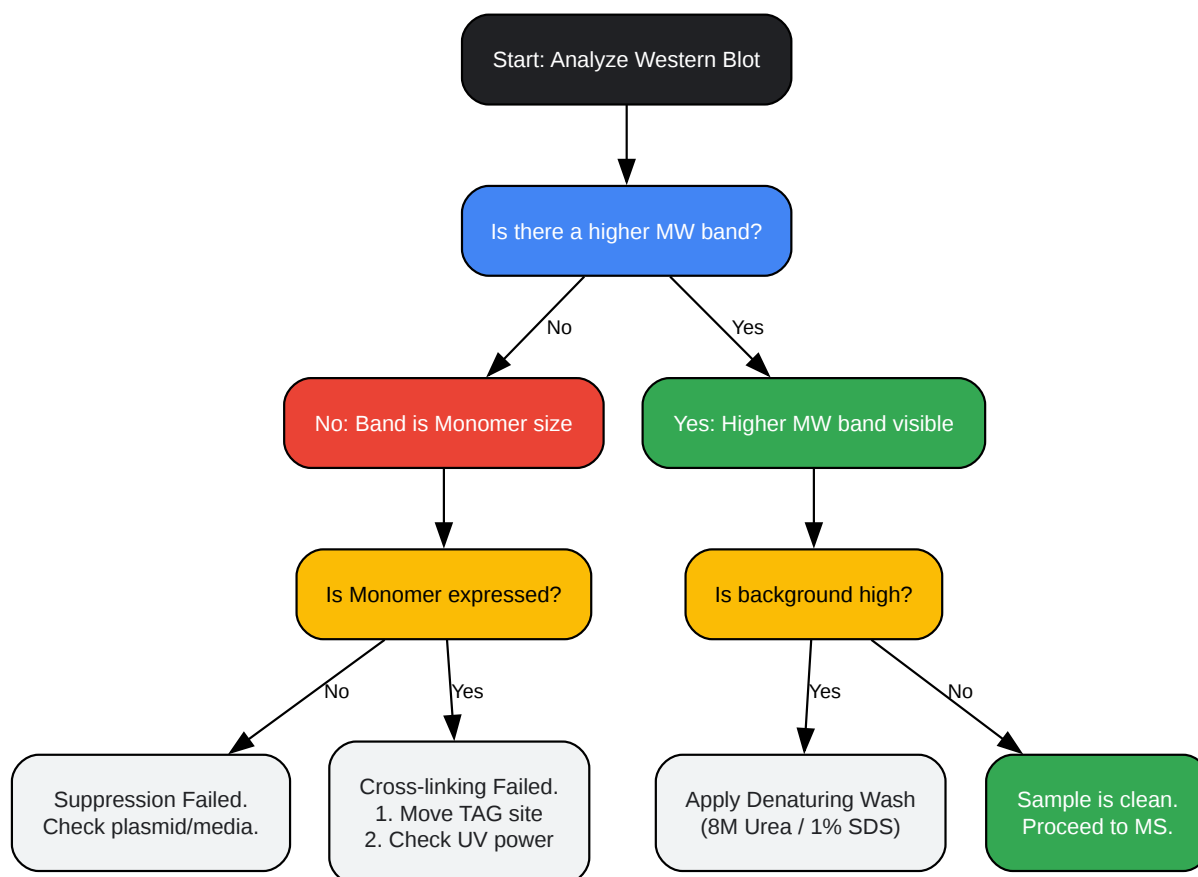 Start: Analyze Western Blot
Is there a higher MW band?
No
Yes
No: Band is Monomer size
Yes: Higher MW band visible
Is Monomer expressed?
Is background high?
No
Yes
Yes
No
Suppression Failed.
Check plasmid/media.
Cross-linking Failed.
1. Move TAG site
2. Check UV power
Apply Denaturing Wash
(8M Urea / 1% SDS)
Sample is clean.
Proceed to MS.